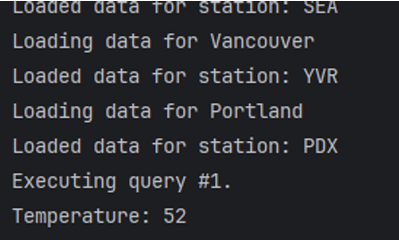 Loaded data for station: SEA
Loading data for Vancouver
Loaded data for station: YVR
Loading data for Portland
Loaded data for station: PDX
Executing query #1.
Temperature: 52